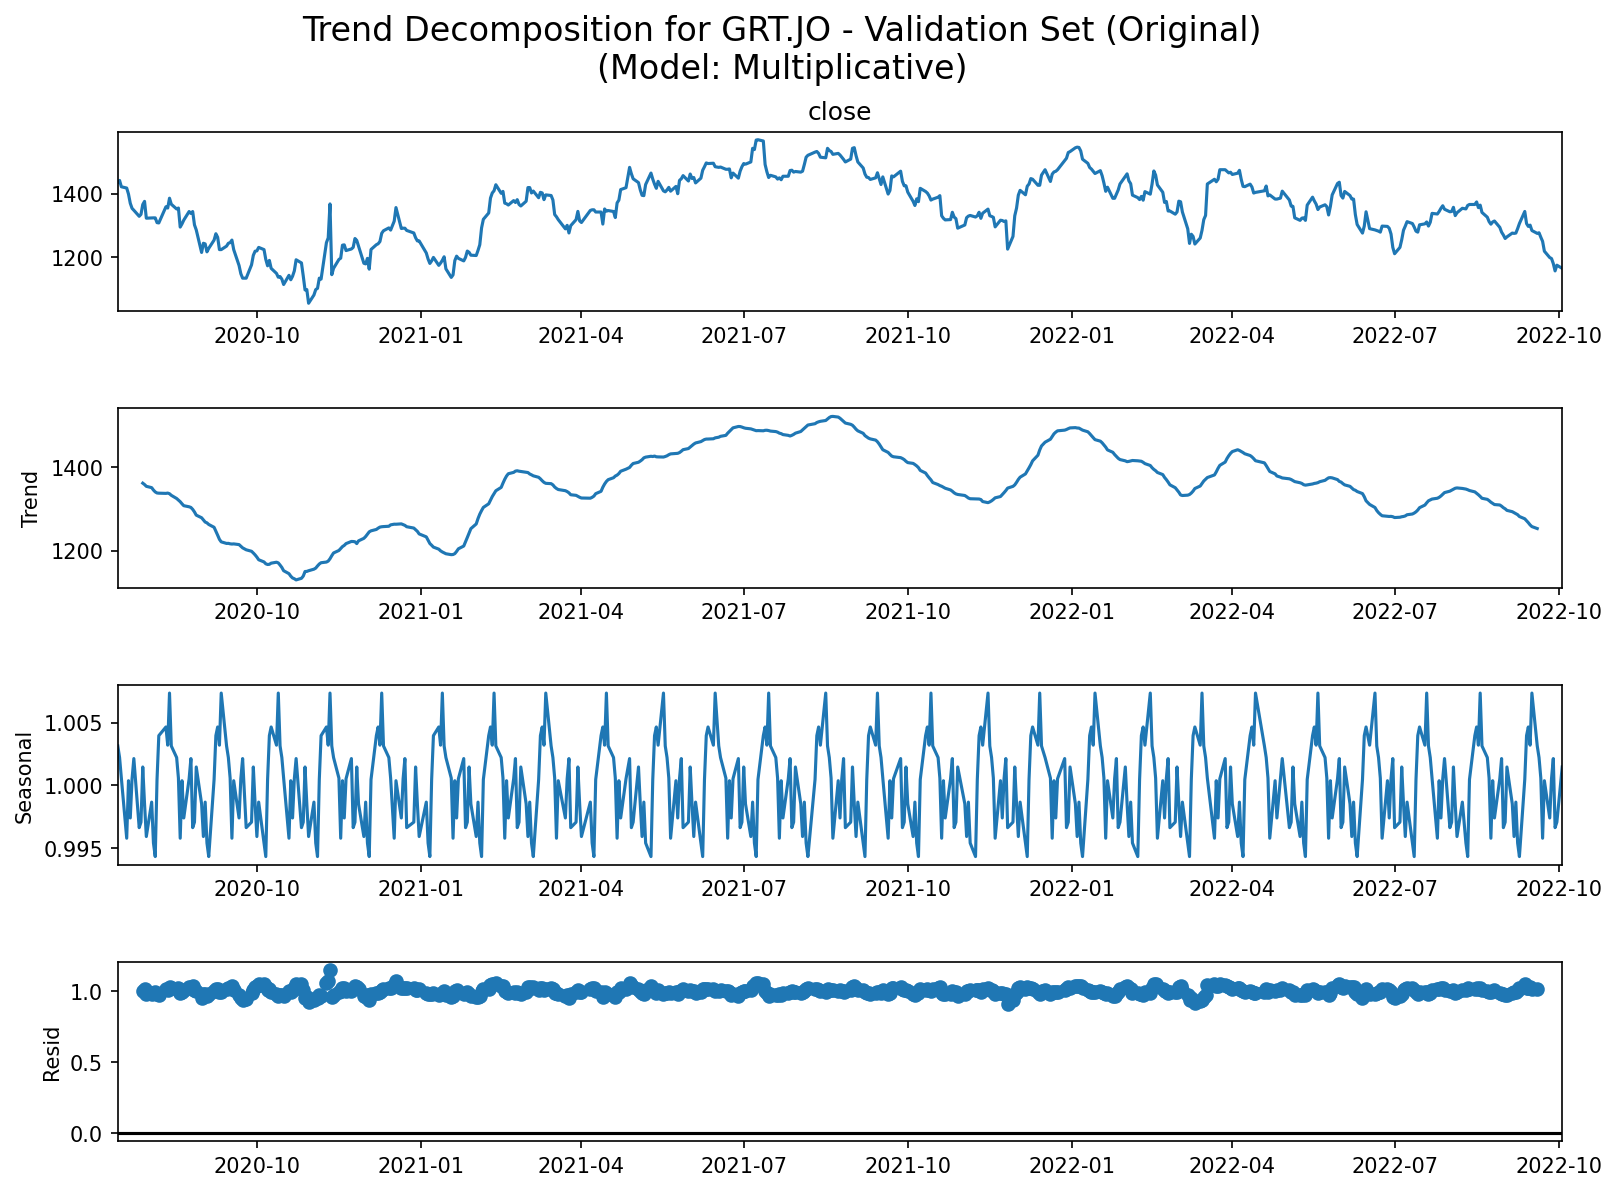 Trend Decomposition for GRT.JO - Validation Set (Original)
(Model: Multiplicative)
close
1400
1200
2020-10 2021-01 2021-04 2021-07 2021-10 2022-01 2022-04 2022-07 2022-10
Trend
1400
1200
2020-10 2021-01 2021-04 2021-07 2021-10 2022-01 2022-04 2022-07 2022-10
Seasonal
1.005
1.000
0.995
2020-10 2021-01 2021-04 2021-07 2021-10 2022-01 2022-04 2022-07 2022-10
Resid
1.0
0.5
0.0
2020-10 2021-01 2021-04 2021-07 2021-10 2022-01 2022-04 2022-07 2022-10